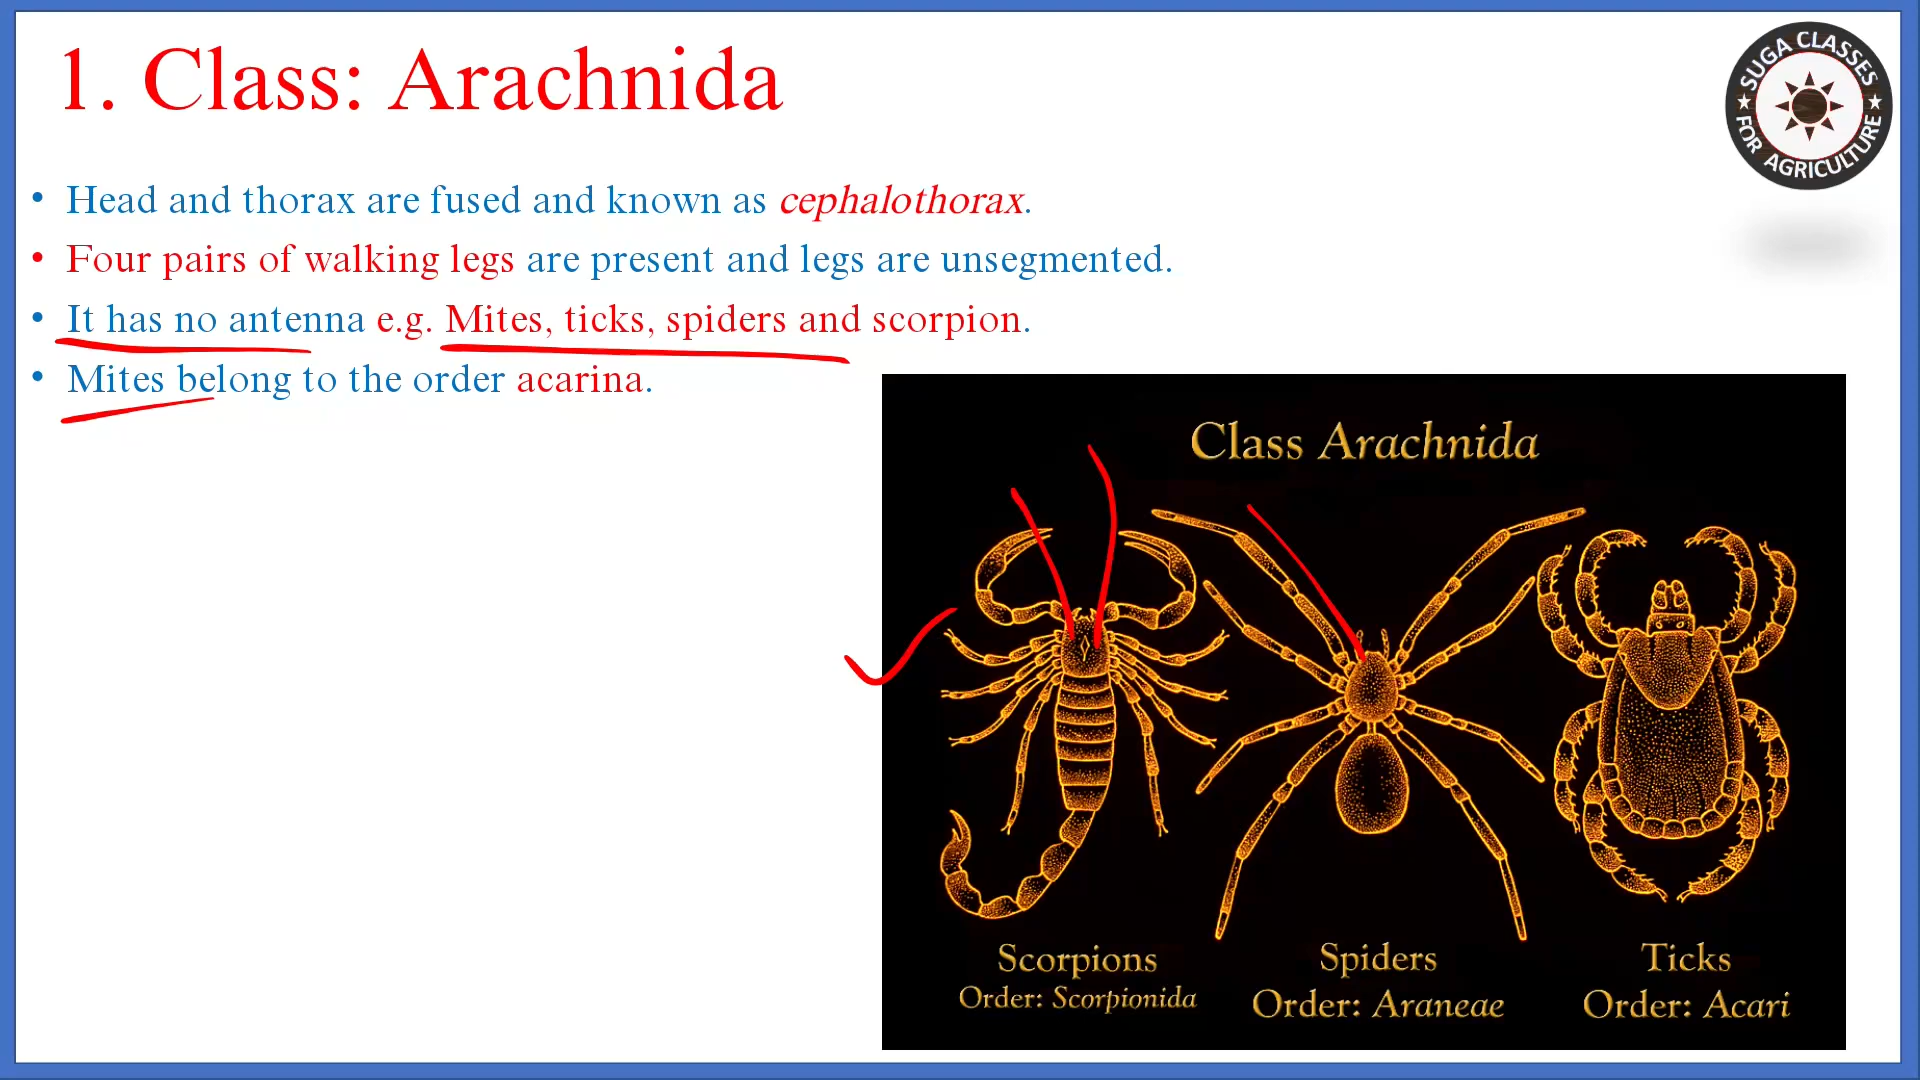 1. Class: Arachnida
SUGA CLASSES
FOR AGRICULTURE
• Head and thorax are fused and known as cephalothorax.
• Four pairs of walking legs are present and legs are unsegmented.
• It has no antenna e.g. Mites, ticks, spiders and scorpion.
• Mites belong to the order acarina.
Class Arachnida
Scorpions
Order: Scorpionida
Spiders
Order: Araneae
Ticks
Order: Acari